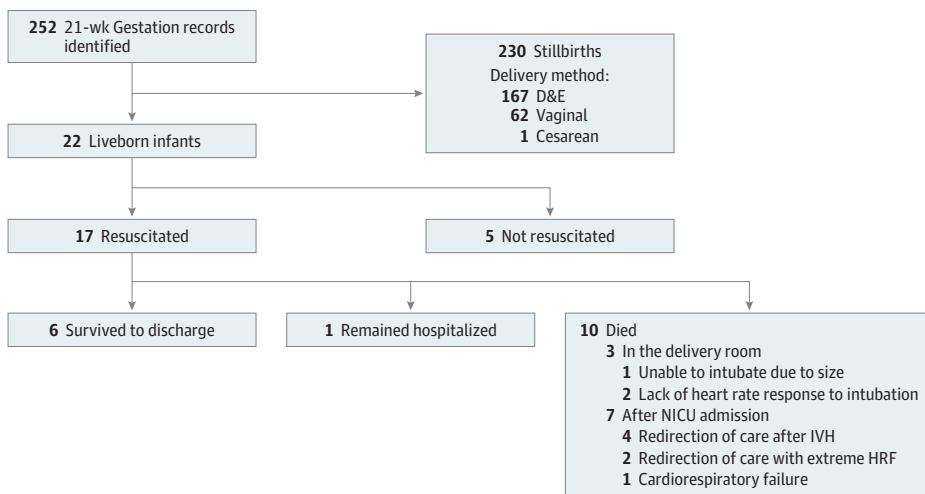 252 21-wk Gestation records
identified
230 Stillbirths
Delivery method:
167 D&E
62 Vaginal
1 Cesarean
22 Liveborn infants
17 Resuscitated
5 Not resuscitated
6 Survived to discharge
1 Remained hospitalized
10 Died
3 In the delivery room
1 Unable to intubate due to size
2 Lack of heart rate response to intubation
7 After NICU admission
4 Redirection of care after IVH
2 Redirection of care with extreme HRF
1 Cardiorespiratory failure